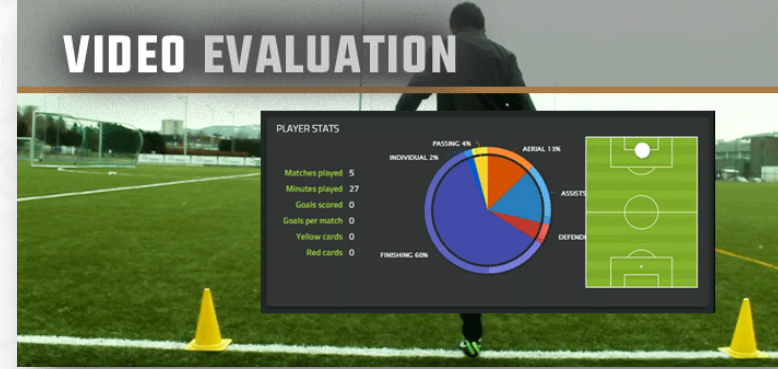 VIDEO EVALUATION
PLAYER STATS
Matches played 5
Minutes played 27
Goals scored 0
Goals per match 0
Yellow cards 0
Red cards 0
PASSING 4%
INDIVIDUAL 2%
AERIAL 13%
ASSISTS
DEFEND
FINISHING 60%